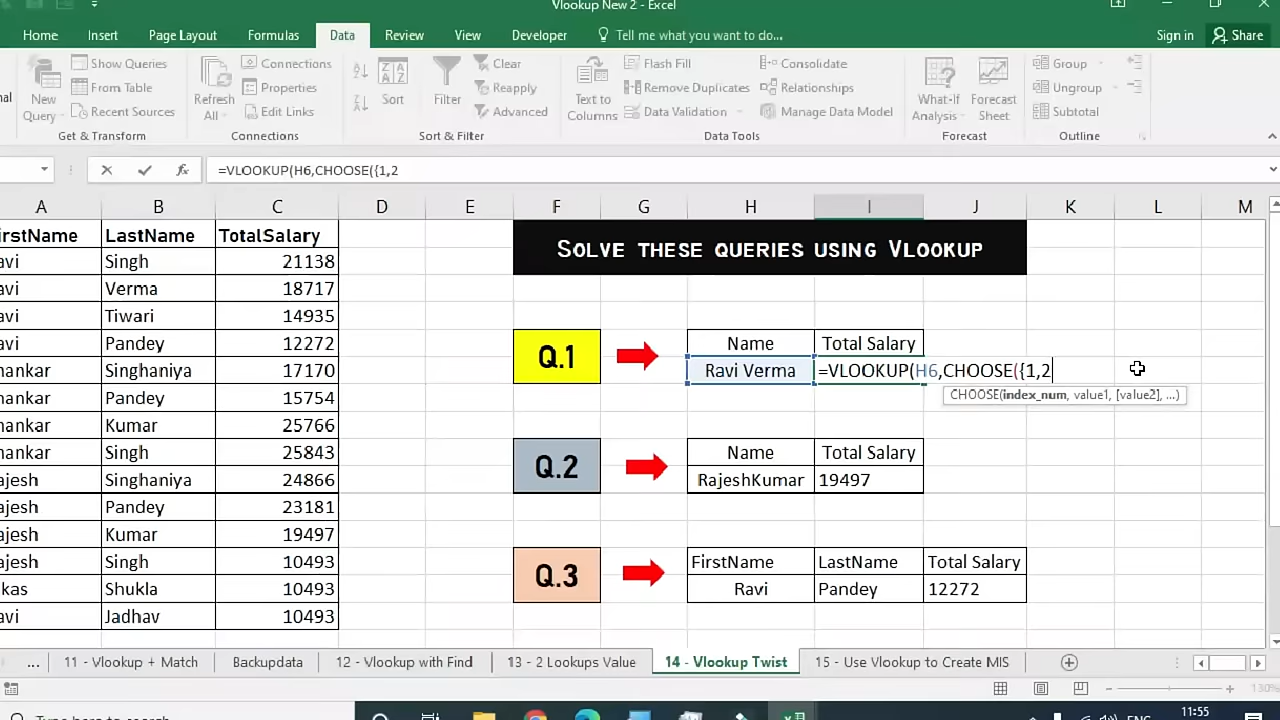 Vlookup New 2 - Excel
Home Insert Page Layout Formulas Data Review View Developer Tell me what you want to do... Sign in Share
Show Queries
From Table
Recent Sources
New Query
Get & Transform
Refresh All
Connections
Properties
Edit Links
Connections
Sort
Filter
Clear
Reapply
Advanced
Sort & Filter
Text to Columns
Flash Fill
Remove Duplicates
Data Validation
Consolidate
Relationships
Manage Data Model
Data Tools
What-If Analysis
Forecast Sheet
Forecast
Group
Ungroup
Subtotal
Outline
fx =VLOOKUP(H6,CHOOSE({1,2
A B C D E F G H I J K L M
irstName LastName TotalSalary
avi Singh 21138
avi Verma 18717
avi Tiwari 14935
avi Pandey 12272
hankar Singhaniya 17170
hankar Pandey 15754
hankar Kumar 25766
hankar Singh 25843
ajesh Singhaniya 24866
ajesh Pandey 23181
ajesh Kumar 19497
ajesh Singh 10493
kas Shukla 10493
avi Jadhav 10493
Solve these queries using Vlookup
Q.1
Name Total Salary
Ravi Verma =VLOOKUP(H6,CHOOSE({1,2
CHOOSE(index_num, value1, [value2], ...)
Q.2
Name Total Salary
RajeshKumar 19497
Q.3
FirstName LastName Total Salary
Ravi Pandey 12272
... 11 - Vlookup + Match Backupdata 12 - Vlookup with Find 13 - 2 Lookups Value 14 - Vlookup Twist 15 - Use Vlookup to Create MIS
130%
Type here to search
ENG
11:55